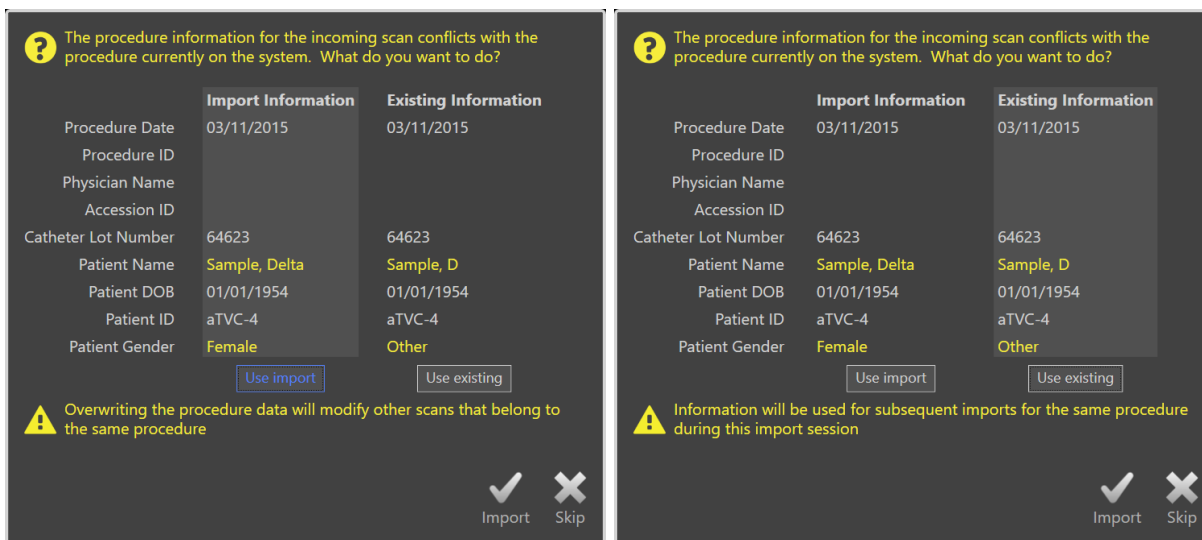 The procedure information for the incoming scan conflicts with the
procedure currently on the system.  What do you want to do?
Import Information Existing Information
Procedure Date 03/11/2015 03/11/2015
Procedure ID
Physician Name
Accession ID
Catheter Lot Number 64623 64623
Patient Name Sample, Delta Sample, D
Patient DOB 01/01/1954 01/01/1954
Patient ID aTVC-4 aTVC-4
Patient Gender Female Other
Use import Use existing
Overwriting the procedure data will modify other scans that belong to
the same procedure
Import Skip
The procedure information for the incoming scan conflicts with the
procedure currently on the system.  What do you want to do?
Import Information Existing Information
Procedure Date 03/11/2015 03/11/2015
Procedure ID
Physician Name
Accession ID
Catheter Lot Number 64623 64623
Patient Name Sample, Delta Sample, D
Patient DOB 01/01/1954 01/01/1954
Patient ID aTVC-4 aTVC-4
Patient Gender Female Other
Use import Use existing
Information will be used for subsequent imports for the same procedure
during this import session
Import Skip